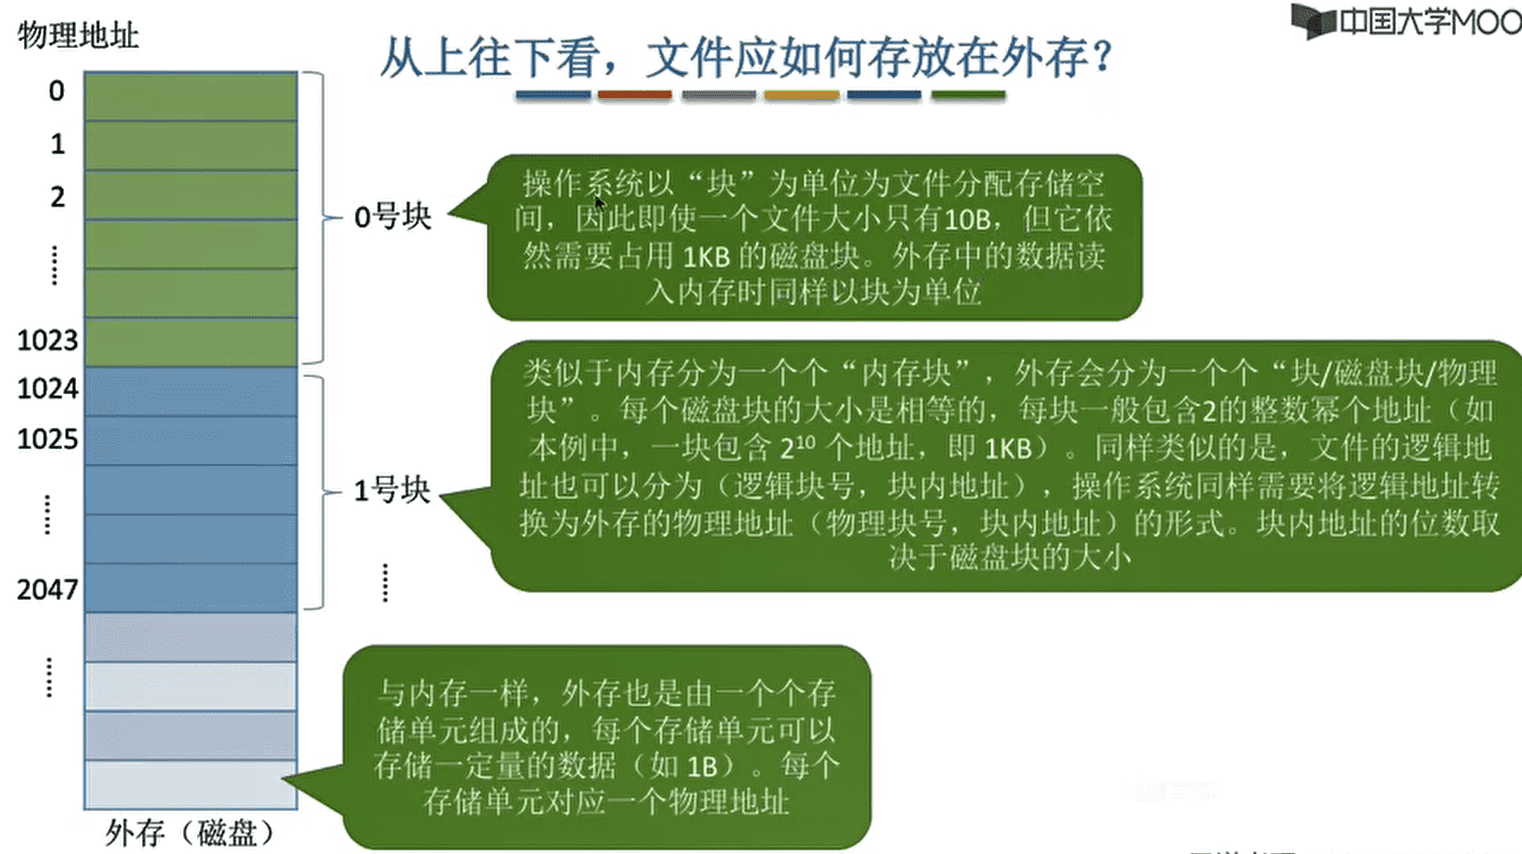 中国大学MOO
物理地址
从上往下看，文件应如何存放在外存？
0
1
2
……
1023
1024
1025
……
2047
……
0号块
1号块
……
操作系统以“块”为单位为文件分配存储空
间，因此即使一个文件大小只有10B，但它依
然需要占用 1KB 的磁盘块。外存中的数据读
入内存时同样以块为单位
类似于内存分为一个个“内存块”，外存会分为一个个“块/磁盘块/物理
块”。每个磁盘块的大小是相等的，每块一般包含2的整数幂个地址（如
本例中，一块包含 2¹⁰ 个地址，即 1KB）。同样类似的是，文件的逻辑地
址也可以分为（逻辑块号，块内地址），操作系统同样需要将逻辑地址转
换为外存的物理地址（物理块号，块内地址）的形式。块内地址的位数取
决于磁盘块的大小
与内存一样，外存也是由一个个存
储单元组成的，每个存储单元可以
存储一定量的数据（如 1B）。每个
存储单元对应一个物理地址
外存（磁盘）